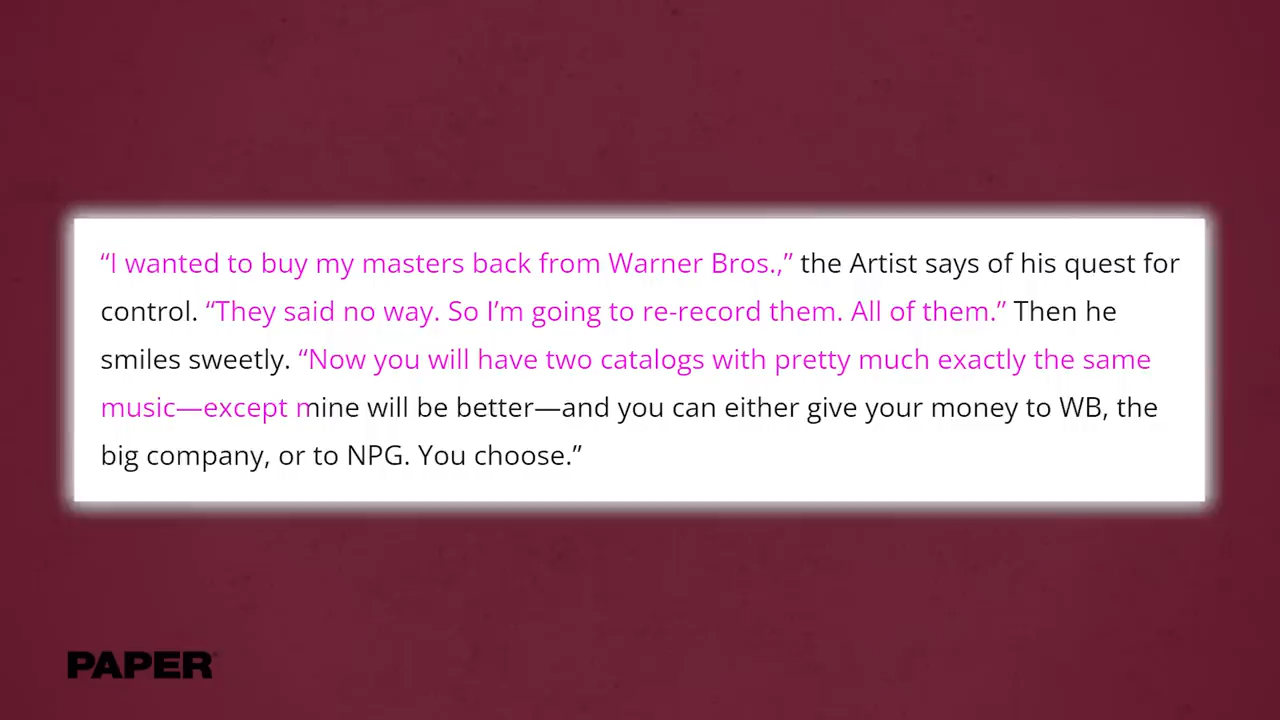 “I wanted to buy my masters back from Warner Bros.,” the Artist says of his quest for
control. “They said no way. So I’m going to re-record them. All of them.” Then he
smiles sweetly. “Now you will have two catalogs with pretty much exactly the same
music—except mine will be better—and you can either give your money to WB, the
big company, or to NPG. You choose.”
PAPER